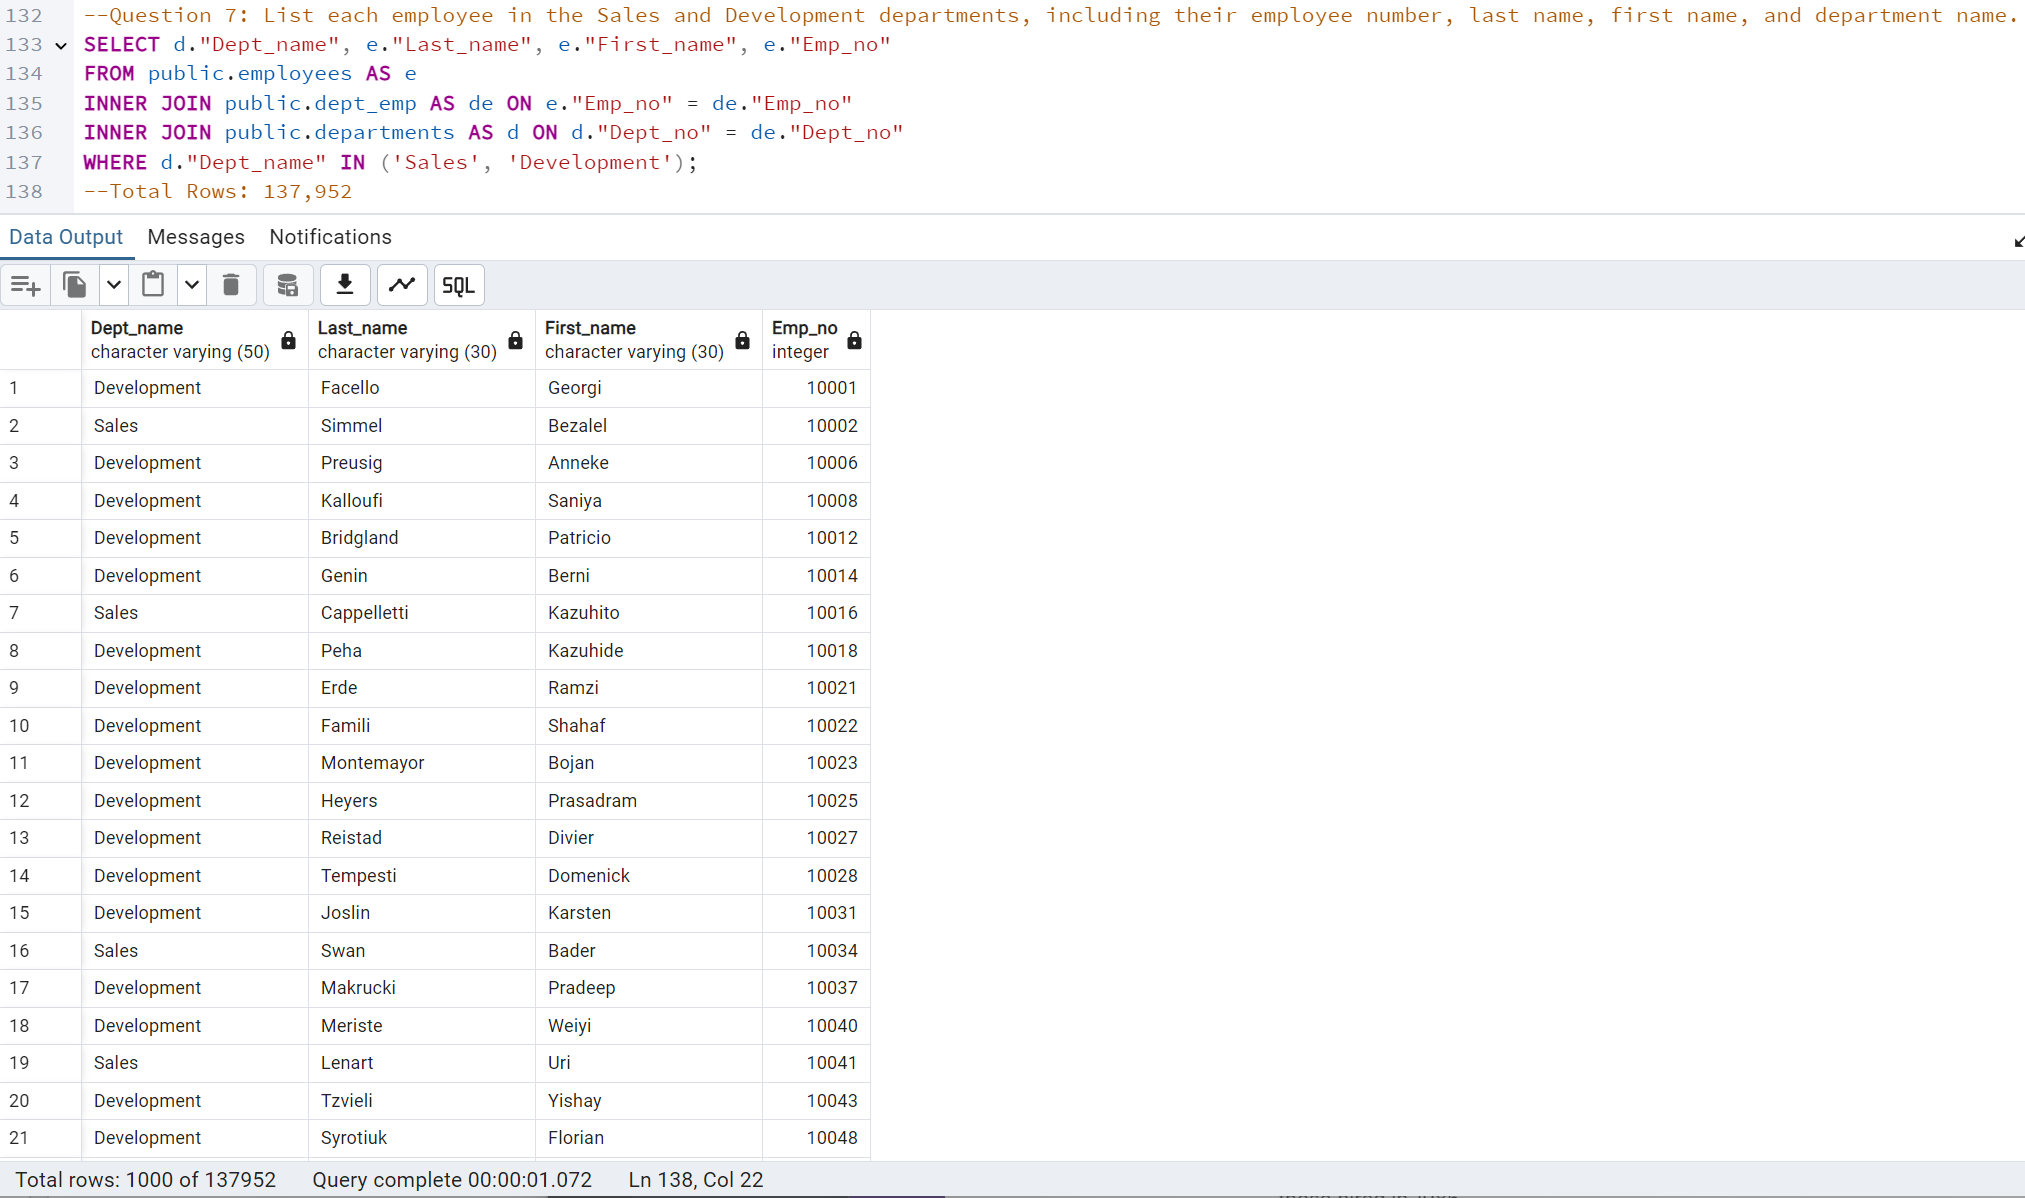 132 --Question 7: List each employee in the Sales and Development departments, including their employee number, last name, first name, and department name.
133 SELECT d."Dept_name", e."Last_name", e."First_name", e."Emp_no"
134 FROM public.employees AS e
135 INNER JOIN public.dept_emp AS de ON e."Emp_no" = de."Emp_no"
136 INNER JOIN public.departments AS d ON d."Dept_no" = de."Dept_no"
137 WHERE d."Dept_name" IN ('Sales', 'Development');
138 --Total Rows: 137,952
Data Output Messages Notifications
SQL
Dept_name Last_name First_name Emp_no
character varying (50) character varying (30) character varying (30) integer
1 Development Facello Georgi 10001
2 Sales Simmel Bezalel 10002
3 Development Preusig Anneke 10006
4 Development Kalloufi Saniya 10008
5 Development Bridgland Patricio 10012
6 Development Genin Berni 10014
7 Sales Cappelletti Kazuhito 10016
8 Development Peha Kazuhide 10018
9 Development Erde Ramzi 10021
10 Development Famili Shahaf 10022
11 Development Montemayor Bojan 10023
12 Development Heyers Prasadram 10025
13 Development Reistad Divier 10027
14 Development Tempesti Domenick 10028
15 Development Joslin Karsten 10031
16 Sales Swan Bader 10034
17 Development Makrucki Pradeep 10037
18 Development Meriste Weiyi 10040
19 Sales Lenart Uri 10041
20 Development Tzvieli Yishay 10043
21 Development Syrotiuk Florian 10048
Total rows: 1000 of 137952 Query complete 00:00:01.072 Ln 138, Col 22